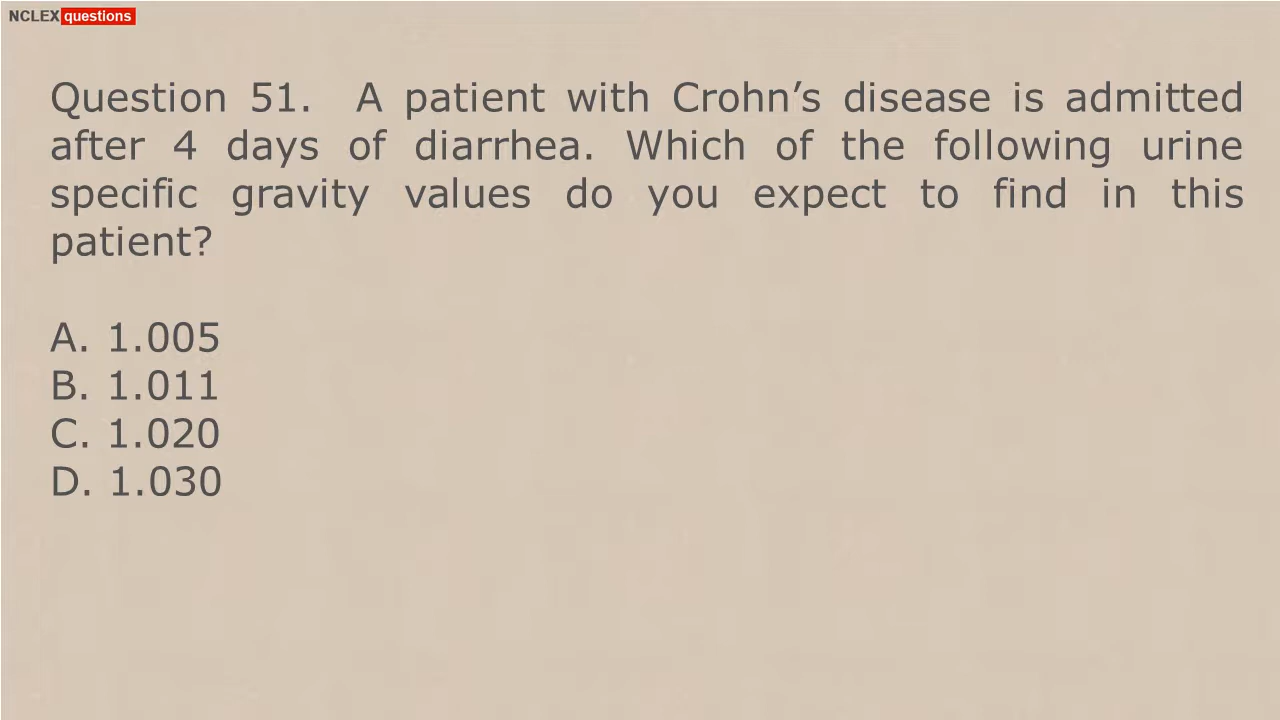 NCLEX questions
Question 51. A patient with Crohn’s disease is admitted
after 4 days of diarrhea. Which of the following urine
specific gravity values do you expect to find in this
patient?
A. 1.005
B. 1.011
C. 1.020
D. 1.030